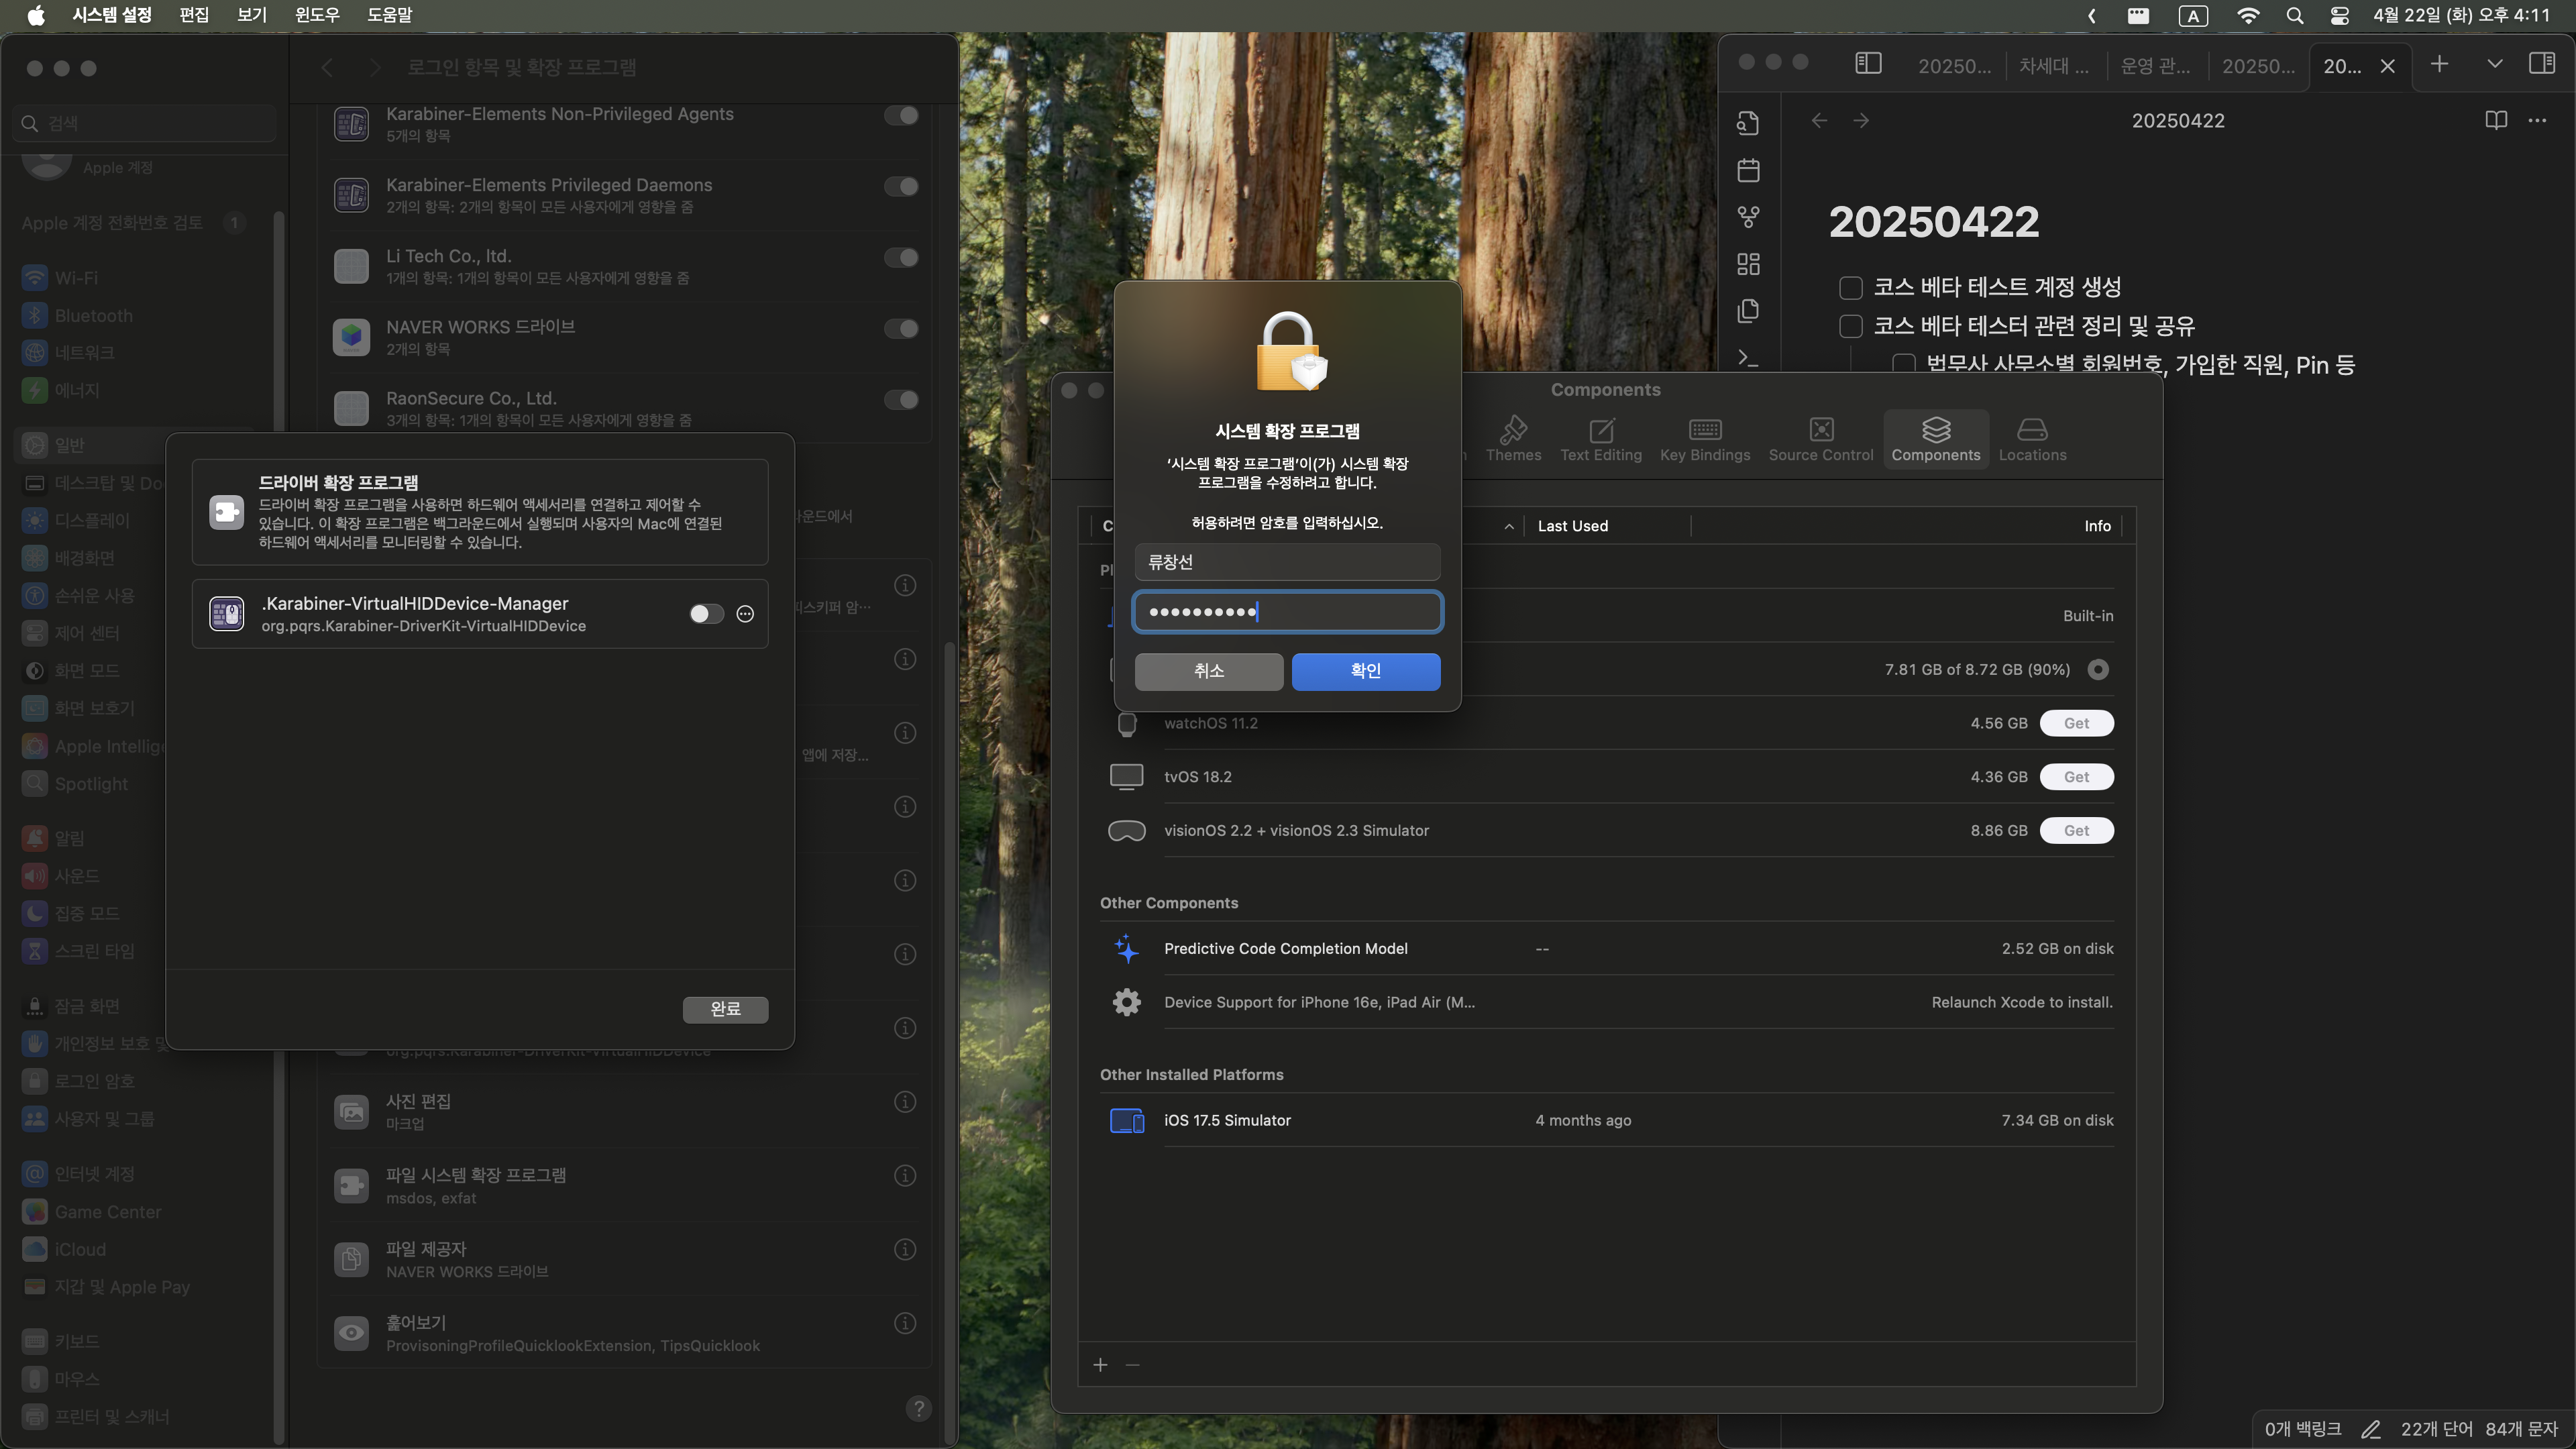 시스템 설정 편집 보기 윈도우 도움말
A 4월 22일 (화) 오후 4:11
검색
Apple 계정
Apple 계정 전화번호 검토 1
Wi-Fi
Bluetooth
네트워크
에너지
일반
디스플레이
배경화면
손쉬운 사용
제어 센터
화면 모드
화면 보호기
Spotlight
알림
사운드
집중 모드
스크린 타임
잠금 화면
로그인 암호
사용자 및 그룹
인터넷 계정
Game Center
iCloud
지갑 및 Apple Pay
키보드
마우스
프린터 및 스캐너
로그인 항목 및 확장 프로그램
Karabiner-Elements Non-Privileged Agents
5개의 항목
Karabiner-Elements Privileged Daemons
2개의 항목: 2개의 항목이 모든 사용자에게 영향을 줌
Li Tech Co., ltd.
1개의 항목: 1개의 항목이 모든 사용자에게 영향을 줌
NAVER WORKS 드라이브
2개의 항목
RaonSecure Co., Ltd.
3개의 항목: 1개의 항목이 모든 사용자에게 영향을 줌
앱에 저장...
org.pqrs.Karabiner-DriverKit-VirtualHIDDevice
사진 편집
마크업
파일 시스템 확장 프로그램
msdos, exfat
파일 제공자
NAVER WORKS 드라이브
훑어보기
ProvisoningProfileQuicklookExtension, TipsQuicklook
?
드라이버 확장 프로그램
드라이버 확장 프로그램을 사용하면 하드웨어 액세서리를 연결하고 제어할 수
있습니다. 이 확장 프로그램은 백그라운드에서 실행되며 사용자의 Mac에 연결된
하드웨어 액세서리를 모니터링할 수 있습니다.
.Karabiner-VirtualHIDDevice-Manager
org.pqrs.Karabiner-DriverKit-VirtualHIDDevice
완료
시스템 확장 프로그램
‘시스템 확장 프로그램’이(가) 시스템 확장
프로그램을 수정하려고 합니다.
허용하려면 암호를 입력하십시오.
류창선
취소 확인
Components
Themes Text Editing Key Bindings Source Control Components Locations
Last Used Info
Built-in
7.81 GB of 8.72 GB (90%)
watchOS 11.2 4.56 GB Get
tvOS 18.2 4.36 GB Get
visionOS 2.2 + visionOS 2.3 Simulator 8.86 GB Get
Other Components
Predictive Code Completion Model -- 2.52 GB on disk
Device Support for iPhone 16e, iPad Air (M... Relaunch Xcode to install.
Other Installed Platforms
iOS 17.5 Simulator 4 months ago 7.34 GB on disk
20250... 차세대 ... 운영 관... 20250... 20...
20250422
20250422
코스 베타 테스트 계정 생성
코스 베타 테스터 관련 정리 및 공유
법무사 사무소별 회원번호, 가입한 직원, Pin 등
0개 백링크 22개 단어 84개 문자